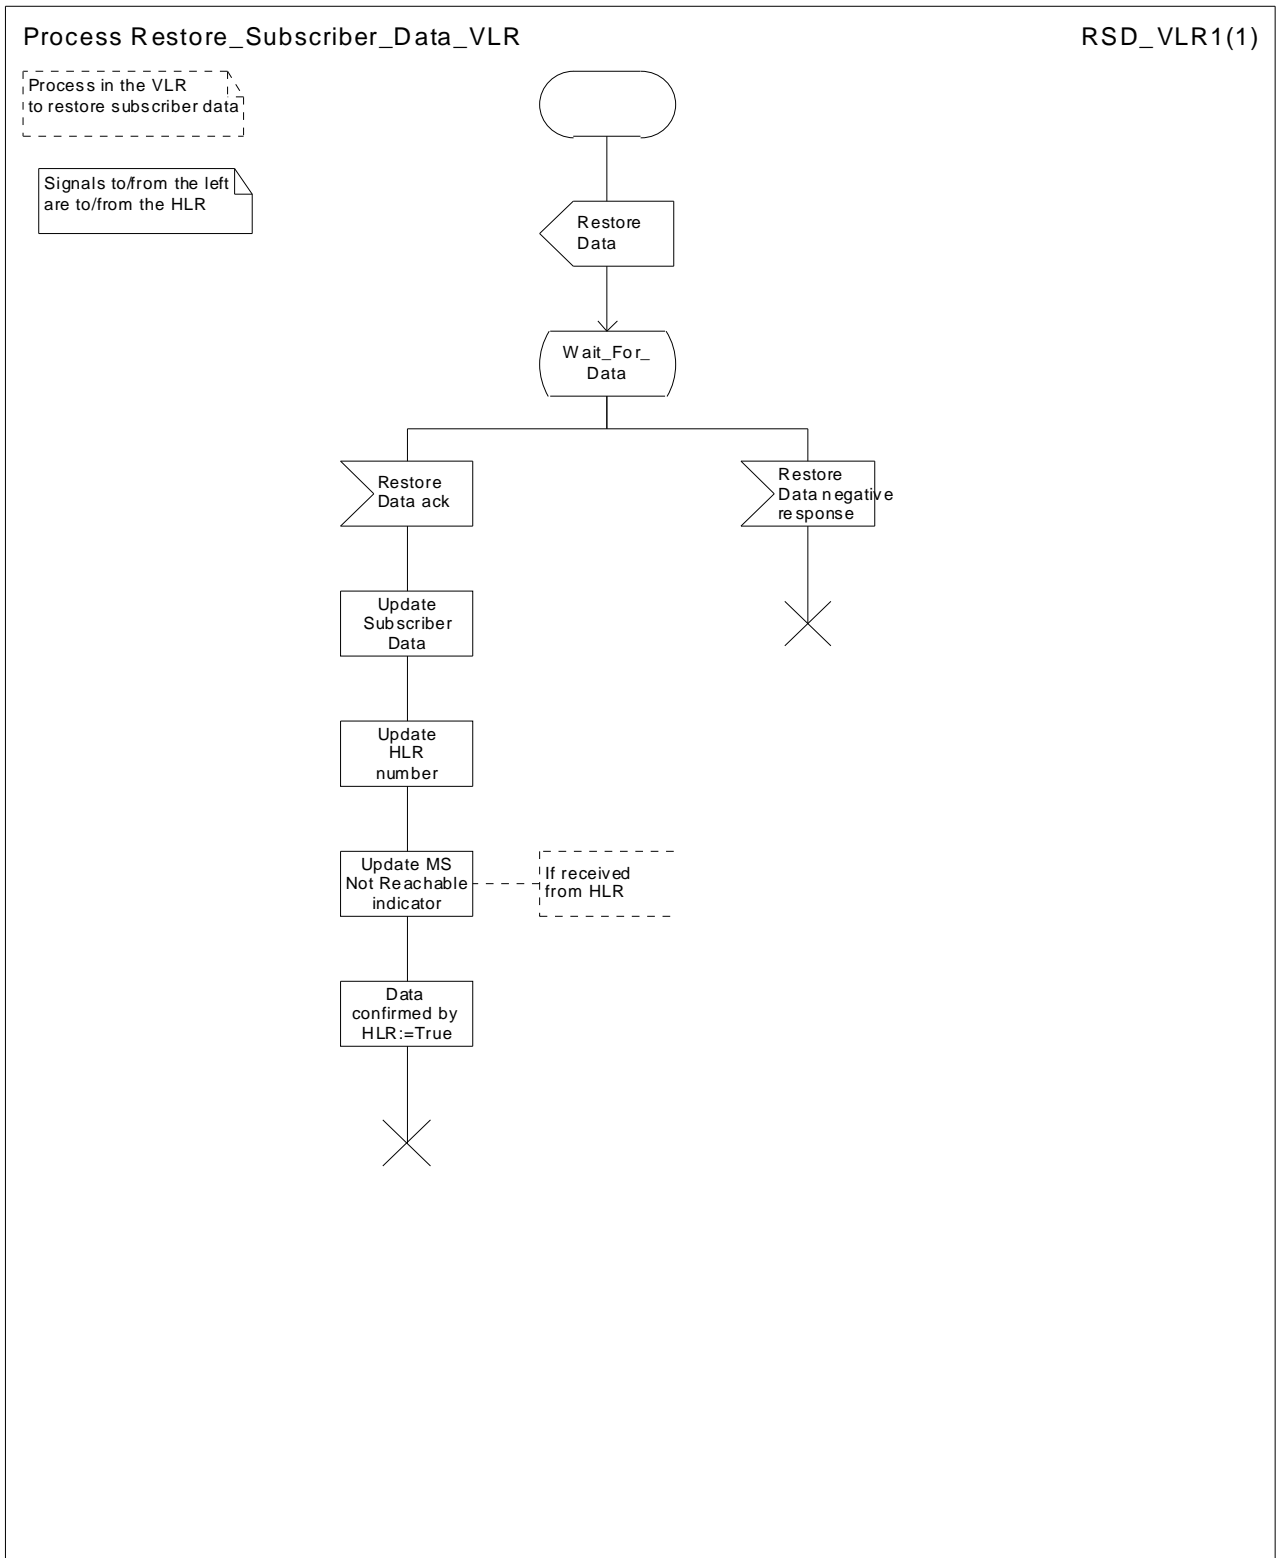 Process Restore_Subscriber_Data_VLR
RSD_VLR1(1)
Process in the VLR
to restore subscriber data
Signals to/from the left
are to/from the HLR
Restore
Data
Wait_For_
Data
Restore
Data ack
Restore
Data negative
response
Update
Subscriber
Data
Update
HLR
number
Update MS
Not Reachable
indicator
If received
from HLR
Data
confirmed by
HLR:=True